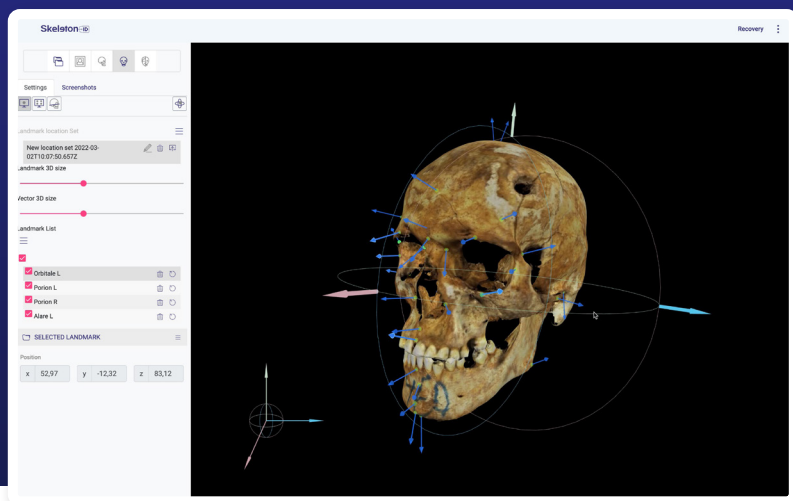 Skeleton·ID
Recovery
Settings Screenshots
Landmark location Set
New location set 2022-03-
02T10:07:50.657Z
Landmark 3D size
Vector 3D size
Landmark List
Orbitale L
Porion L
Porion R
Alare L
SELECTED LANDMARK
Position
x 52,97 y -12,32 z 83,12